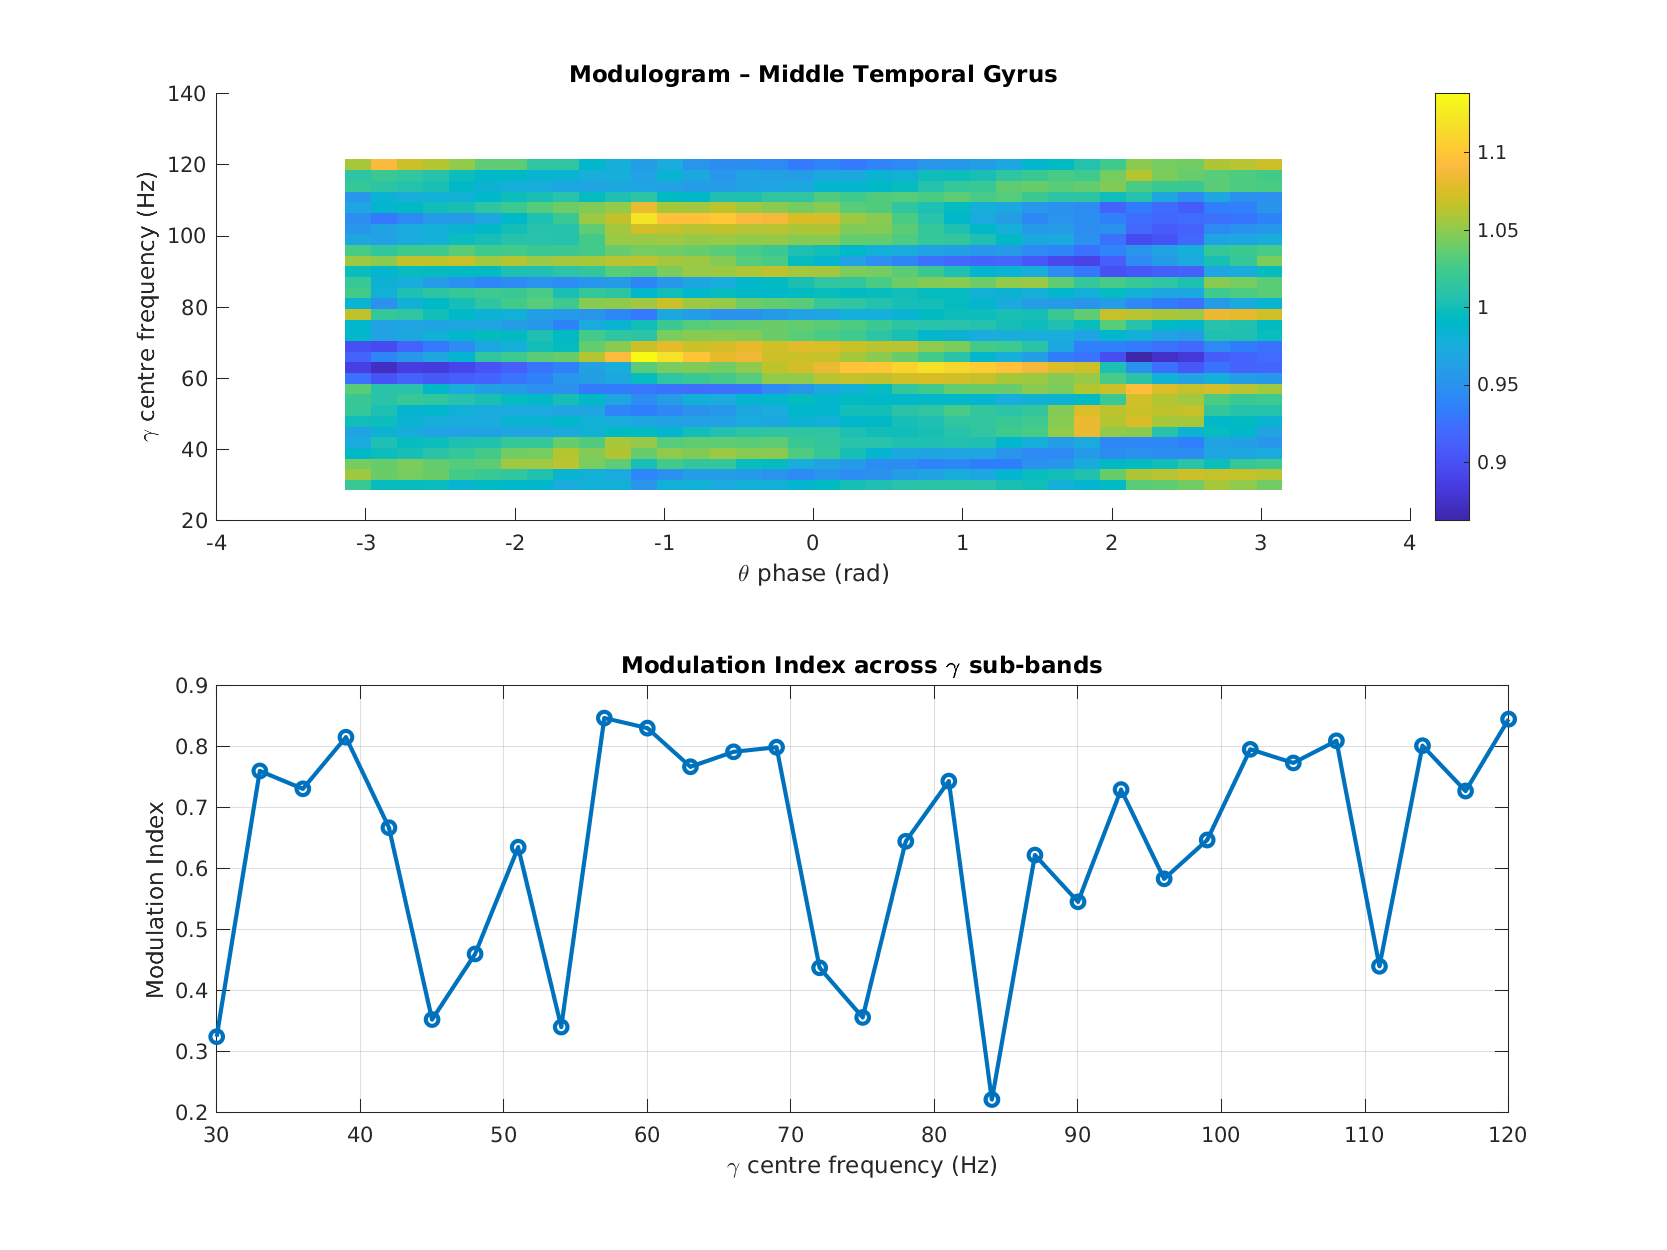 Modulogram – Middle Temporal Gyrus
140
120
100
80
60
40
20
γ centre frequency (Hz)
-4 -3 -2 -1 0 1 2 3 4
θ phase (rad)
1.1
1.05
1
0.95
0.9
Modulation Index across γ sub-bands
0.9
0.8
0.7
0.6
0.5
0.4
0.3
0.2
Modulation Index
30 40 50 60 70 80 90 100 110 120
γ centre frequency (Hz)